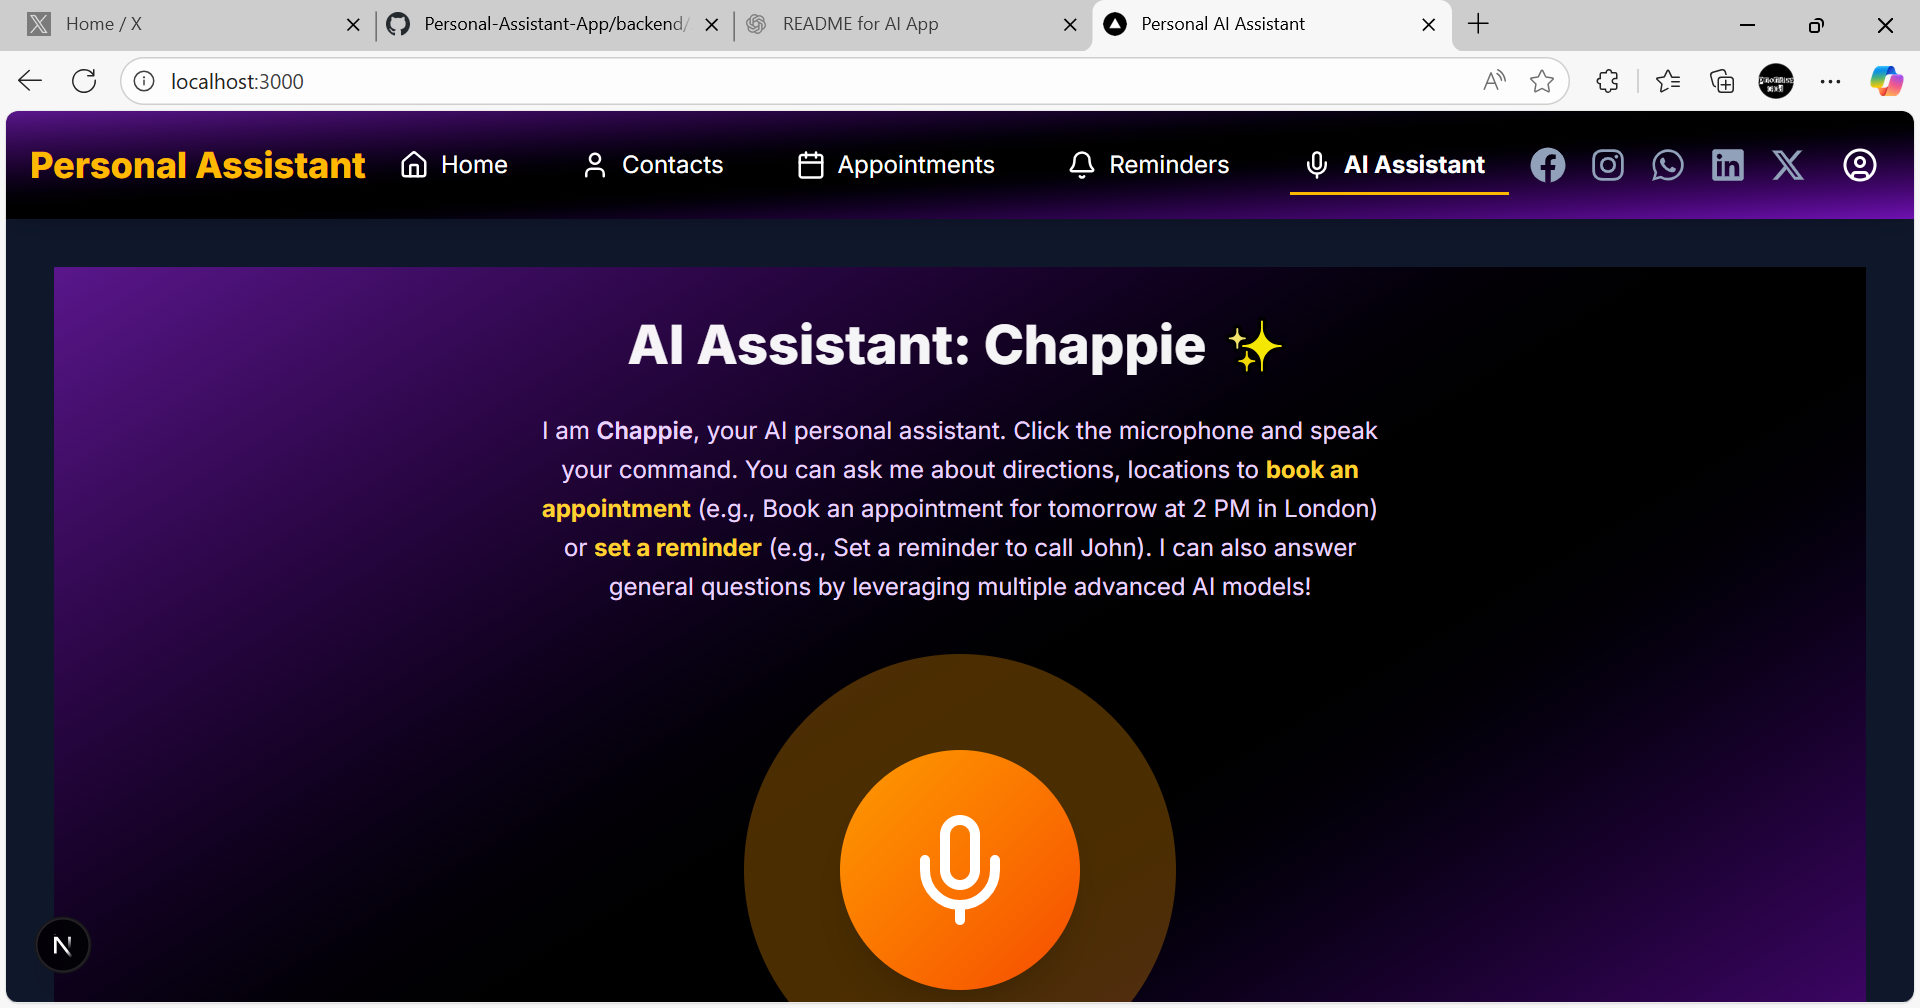 Home / X
Personal-Assistant-App/backend/
README for AI App
Personal AI Assistant
localhost:3000
Personal Assistant
Home
Contacts
Appointments
Reminders
AI Assistant
AI Assistant: Chappie ✨
I am Chappie, your AI personal assistant. Click the microphone and speak
your command. You can ask me about directions, locations to book an
appointment (e.g., Book an appointment for tomorrow at 2 PM in London)
or set a reminder (e.g., Set a reminder to call John). I can also answer
general questions by leveraging multiple advanced AI models!
N